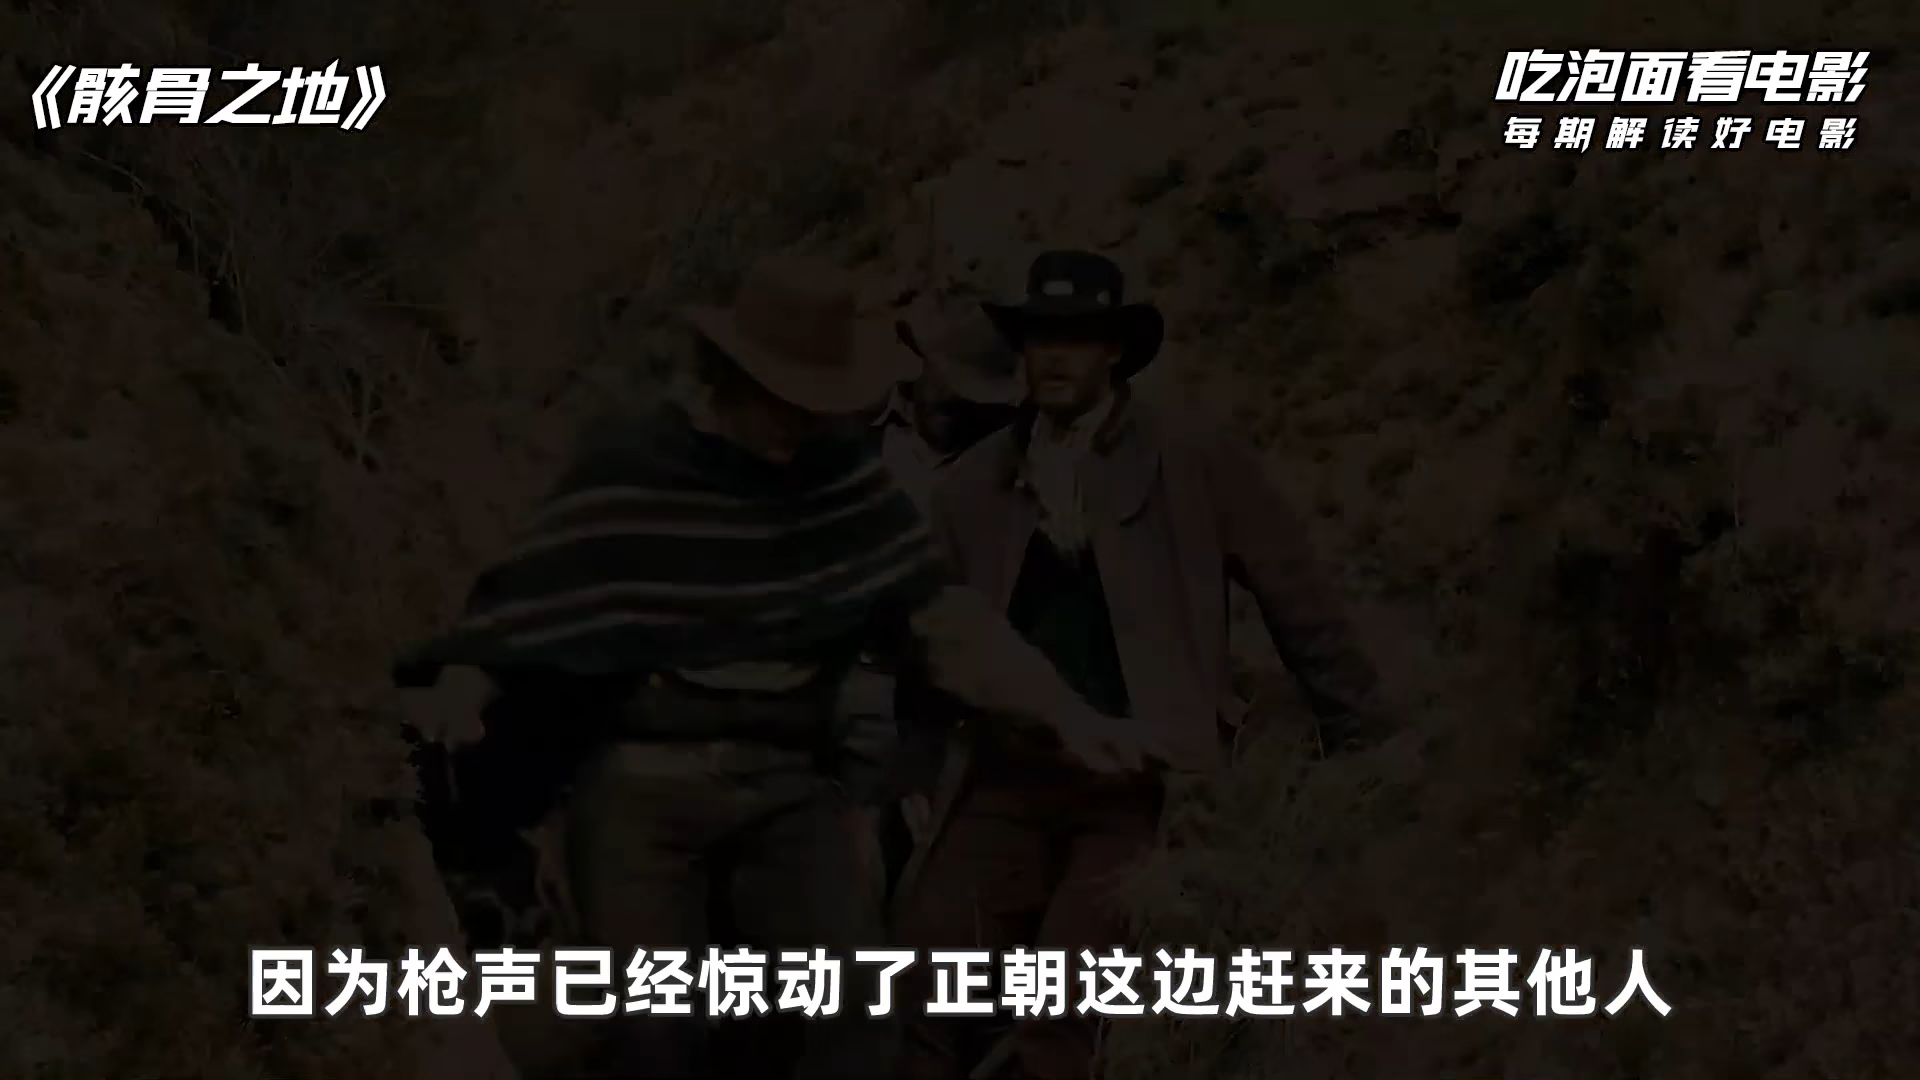 《骸骨之地》
吃泡面看电影
每期解读好电影
因为枪声已经惊动了正朝这边赶来的其他人